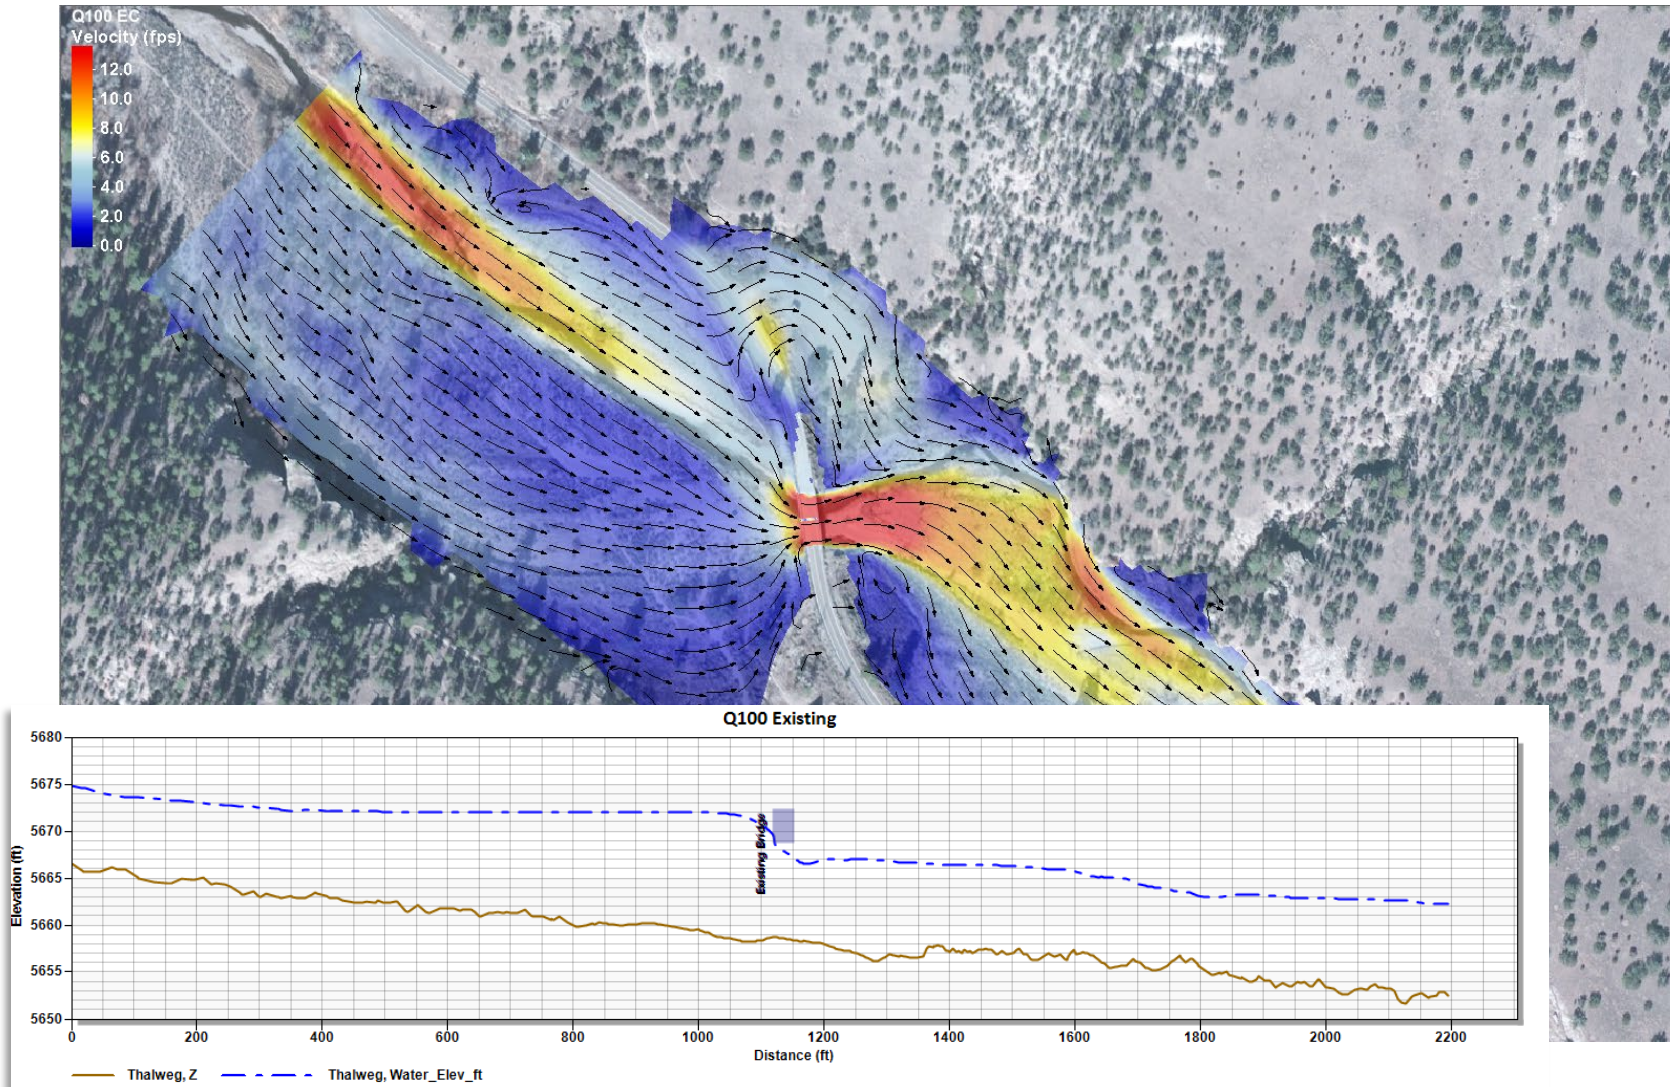 Q100 EC
Velocity (fps)
12.0
10.0
8.0
6.0
4.0
2.0
0.0
Q100 Existing
5680
5675
5670
5665
5660
5655
5650
Elevation (ft)
Existing Bridge
0 200 400 600 800 1000 1200 1400 1600 1800 2000 2200
Distance (ft)
Thalweg, Z Thalweg, Water_Elev_ft